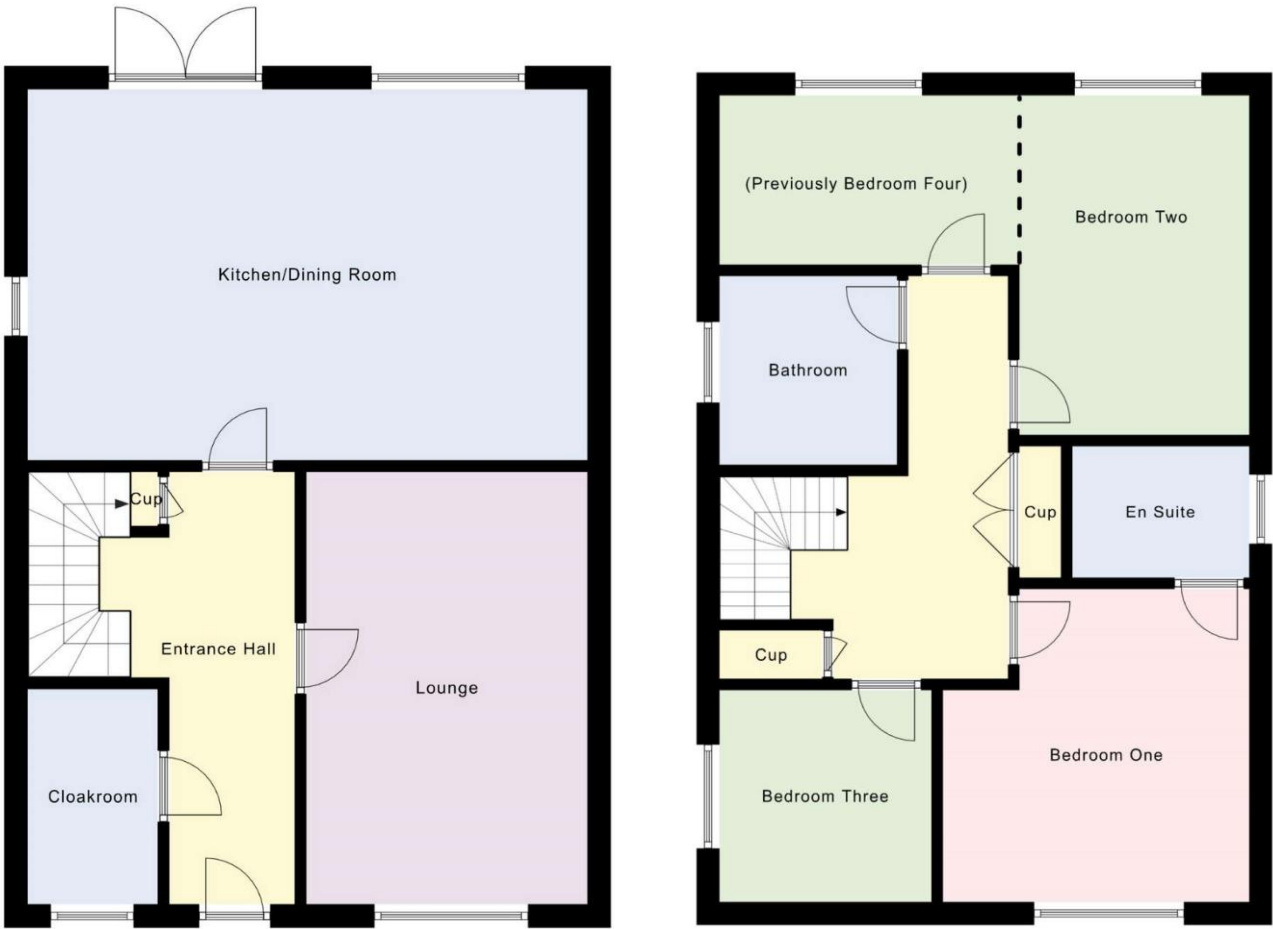 Kitchen/Dining Room
Cup
Entrance Hall
Lounge
Cloakroom
(Previously Bedroom Four)
Bedroom Two
Bathroom
Cup
En Suite
Cup
Bedroom One
Bedroom Three